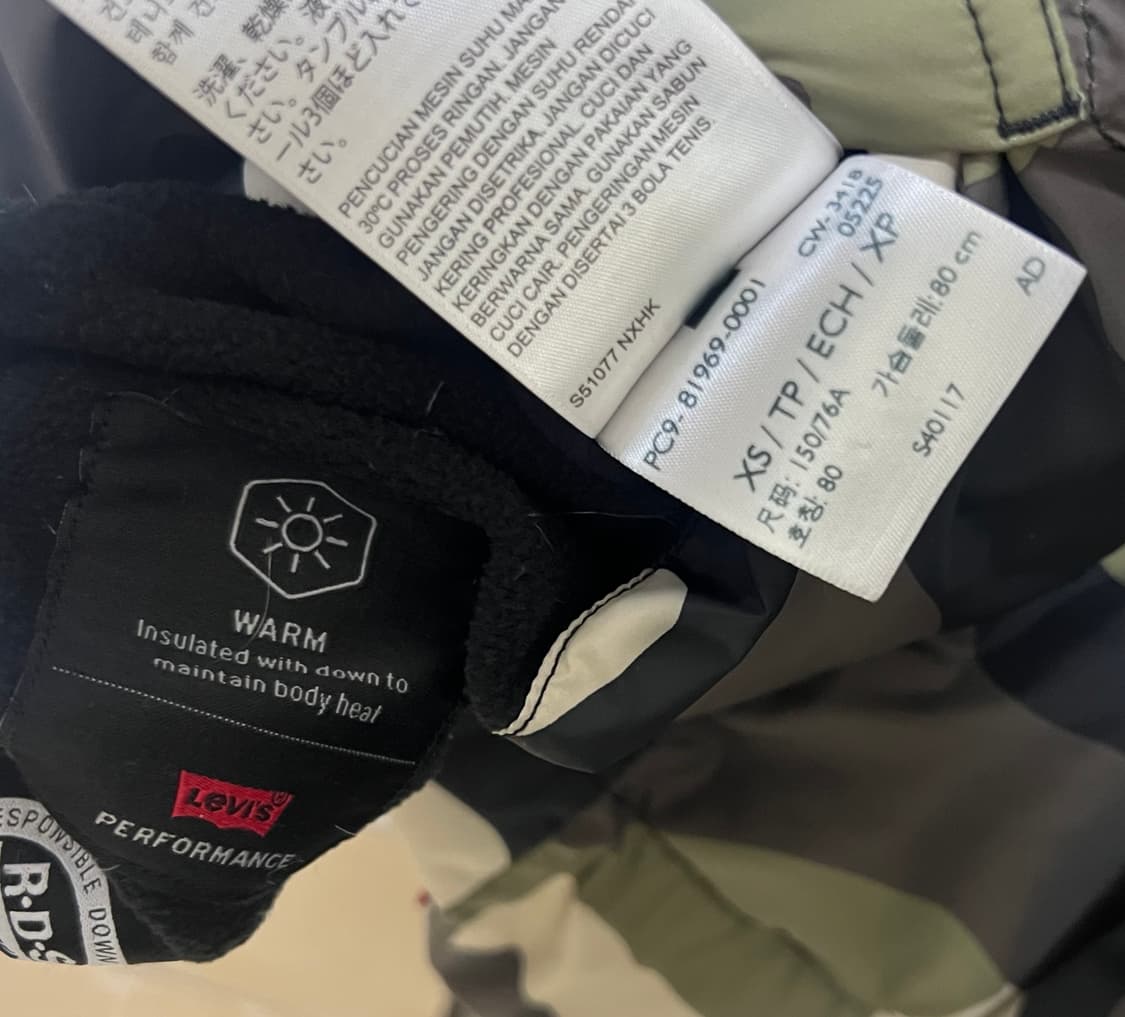 洗濯、乾燥
ください。液
さい。タンブル
ール3個ほど入れて
さい。
PENCUCIAN MESIN SUHU
30°C PROSES RINGAN. JANGAN
GUNAKAN PEMUTIH. MESIN
PENGERING DENGAN SUHU
JANGAN DISETRIKA. JANGAN DICUCI
KERING PROFESIONAL. CUCI DAN
KERINGKAN DENGAN PAKAIAN YANG
BERWARNA SAMA. GUNAKAN SABUN
CUCI CAIR. PENGERINGAN MESIN
DENGAN DISERTAI 3 BOLA TENIS.
S51077 NXHK
CW-3418
05225
PC9- 81969-0001
XS / TP / ECH / XP
尺码: 150/76A
호칭: 80
가슴둘레: 80 cm
S40117
AD
WARM
Insulated with down to
maintain body heat
Levi's
PERFORMANCE
RESPONSIBLE DOWN
R·D·S